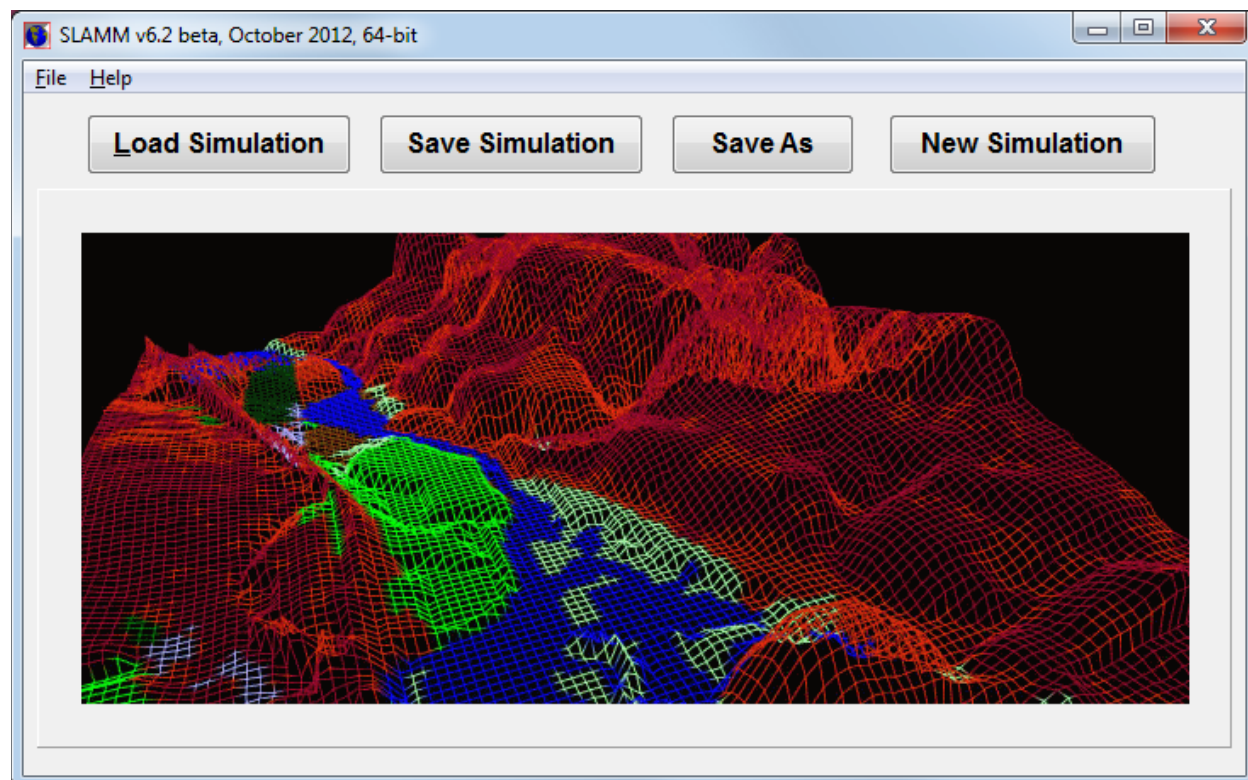 SLAMM v6.2 beta, October 2012, 64-bit
File Help
Load Simulation Save Simulation Save As New Simulation